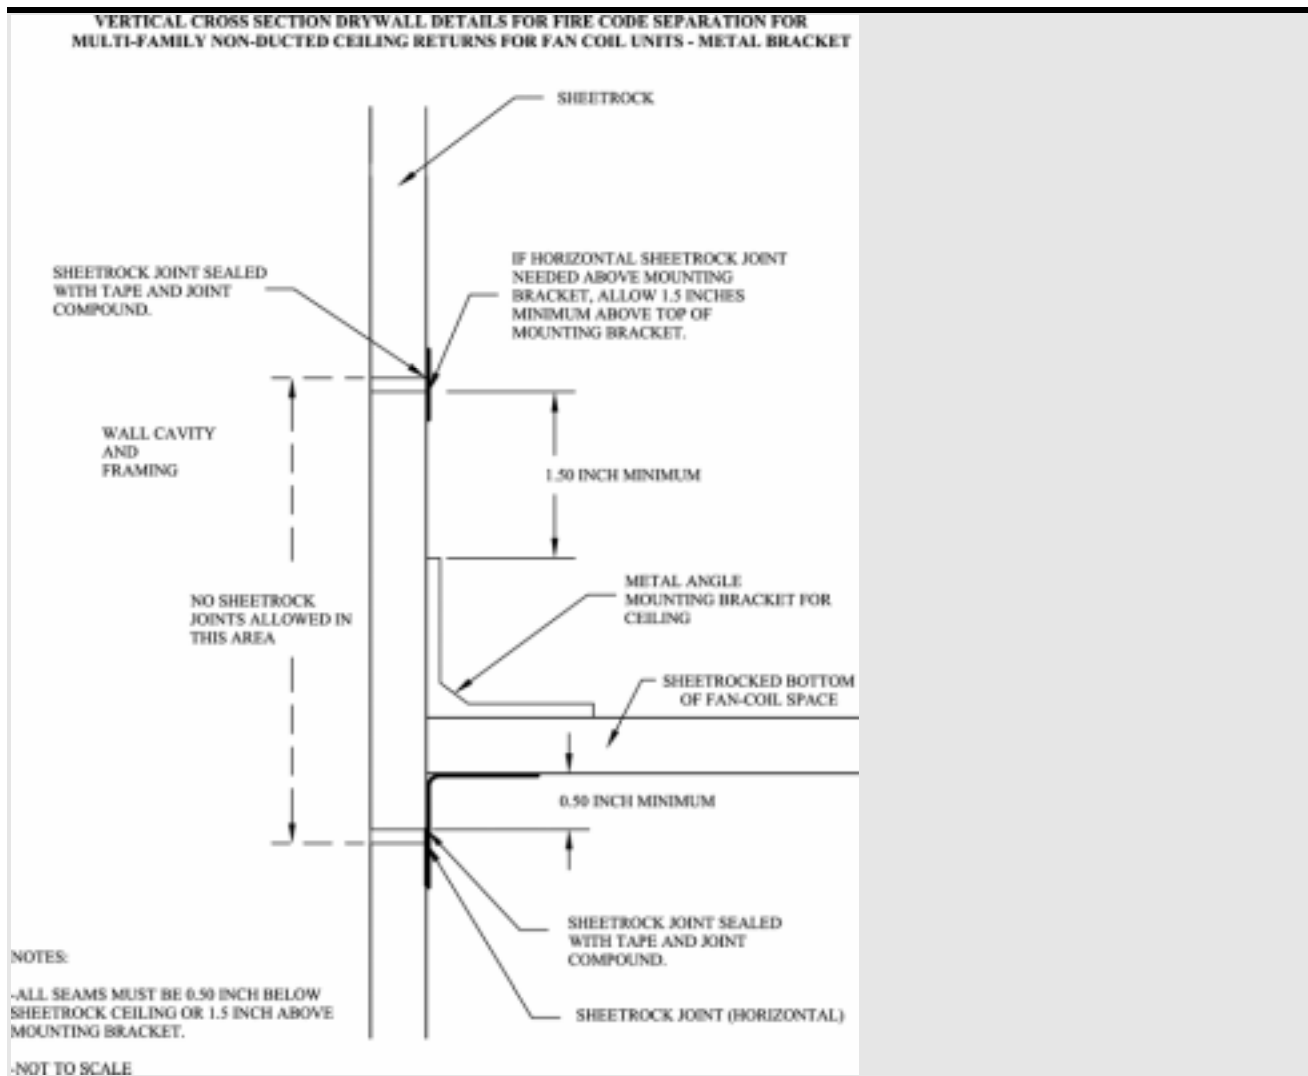 VERTICAL CROSS SECTION DRYWALL DETAILS FOR FIRE CODE SEPARATION FOR
MULTI-FAMILY NON-DUCTED CEILING RETURNS FOR FAN COIL UNITS - METAL BRACKET
SHEETROCK
IF HORIZONTAL SHEETROCK JOINT
NEEDED ABOVE MOUNTING
BRACKET, ALLOW 1.5 INCHES
MINIMUM ABOVE TOP OF
MOUNTING BRACKET.
SHEETROCK JOINT SEALED
WITH TAPE AND JOINT
COMPOUND.
WALL CAVITY
AND
FRAMING
1.50 INCH MINIMUM
METAL ANGLE
MOUNTING BRACKET FOR
CEILING
NO SHEETROCK
JOINTS ALLOWED IN
THIS AREA
SHEETROCKED BOTTOM
OF FAN-COIL SPACE
0.50 INCH MINIMUM
SHEETROCK JOINT SEALED
WITH TAPE AND JOINT
COMPOUND.
SHEETROCK JOINT (HORIZONTAL)
NOTES:
-ALL SEAMS MUST BE 0.50 INCH BELOW
SHEETROCK CEILING OR 1.5 INCH ABOVE
MOUNTING BRACKET.
-NOT TO SCALE